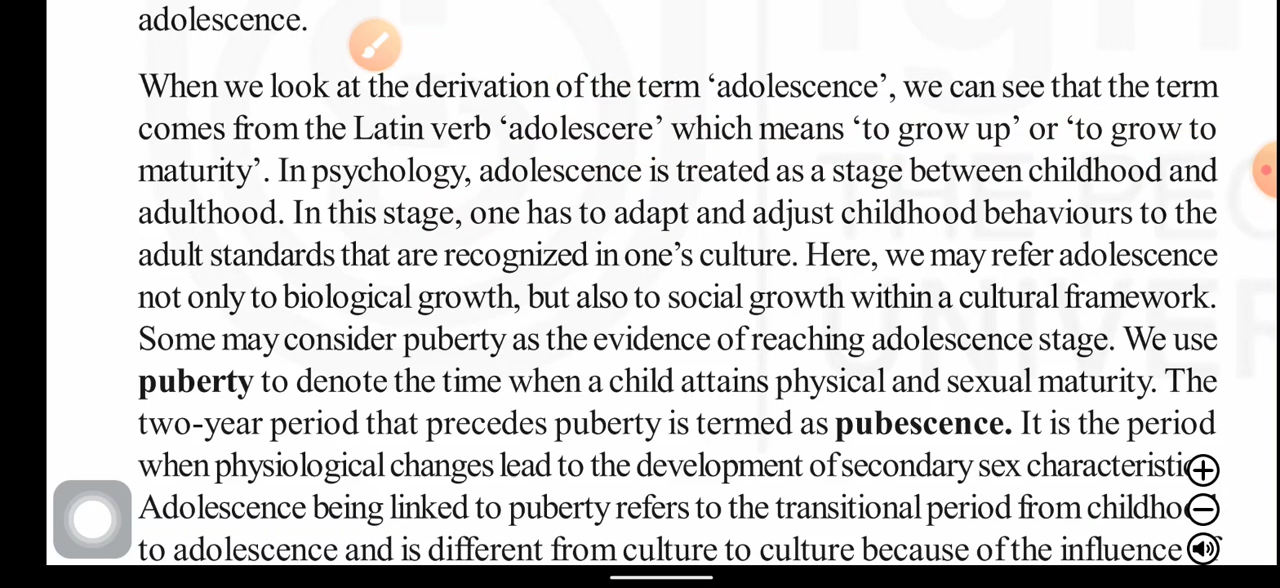 adolescence.
When we look at the derivation of the term ‘adolescence’, we can see that the term
comes from the Latin verb ‘adolescere’ which means ‘to grow up’ or ‘to grow to
maturity’. In psychology, adolescence is treated as a stage between childhood and
adulthood. In this stage, one has to adapt and adjust childhood behaviours to the
adult standards that are recognized in one’s culture. Here, we may refer adolescence
not only to biological growth, but also to social growth within a cultural framework.
Some may consider puberty as the evidence of reaching adolescence stage. We use
puberty to denote the time when a child attains physical and sexual maturity. The
two-year period that precedes puberty is termed as pubescence. It is the period
when physiological changes lead to the development of secondary sex
Adolescence being linked to puberty refers to the transitional period from
to adolescence and is different from culture to culture because of the influence